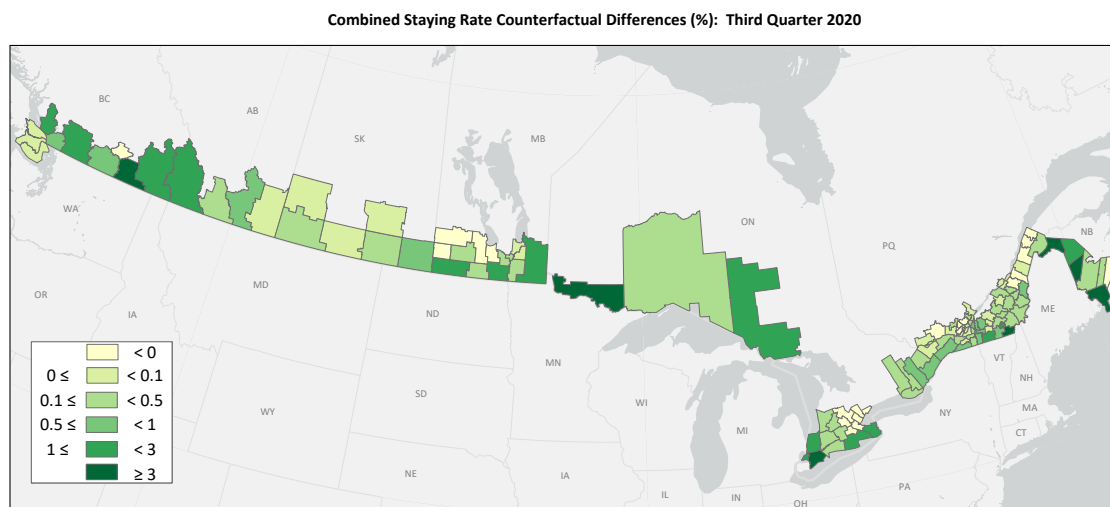 Combined Staying Rate Counterfactual Differences (%): Third Quarter 2020
BC
AB
SK
MB
ON
PQ
NB
WA
OR
IA
MD
ND
MN
ME
VT
NH
NY
MA
CT
WY
SD
WI
MI
NE
IA
IL
IN
OH
PA
< 0
0 ≤ < 0.1
0.1 ≤ < 0.5
0.5 ≤ < 1
1 ≤ < 3
≥ 3